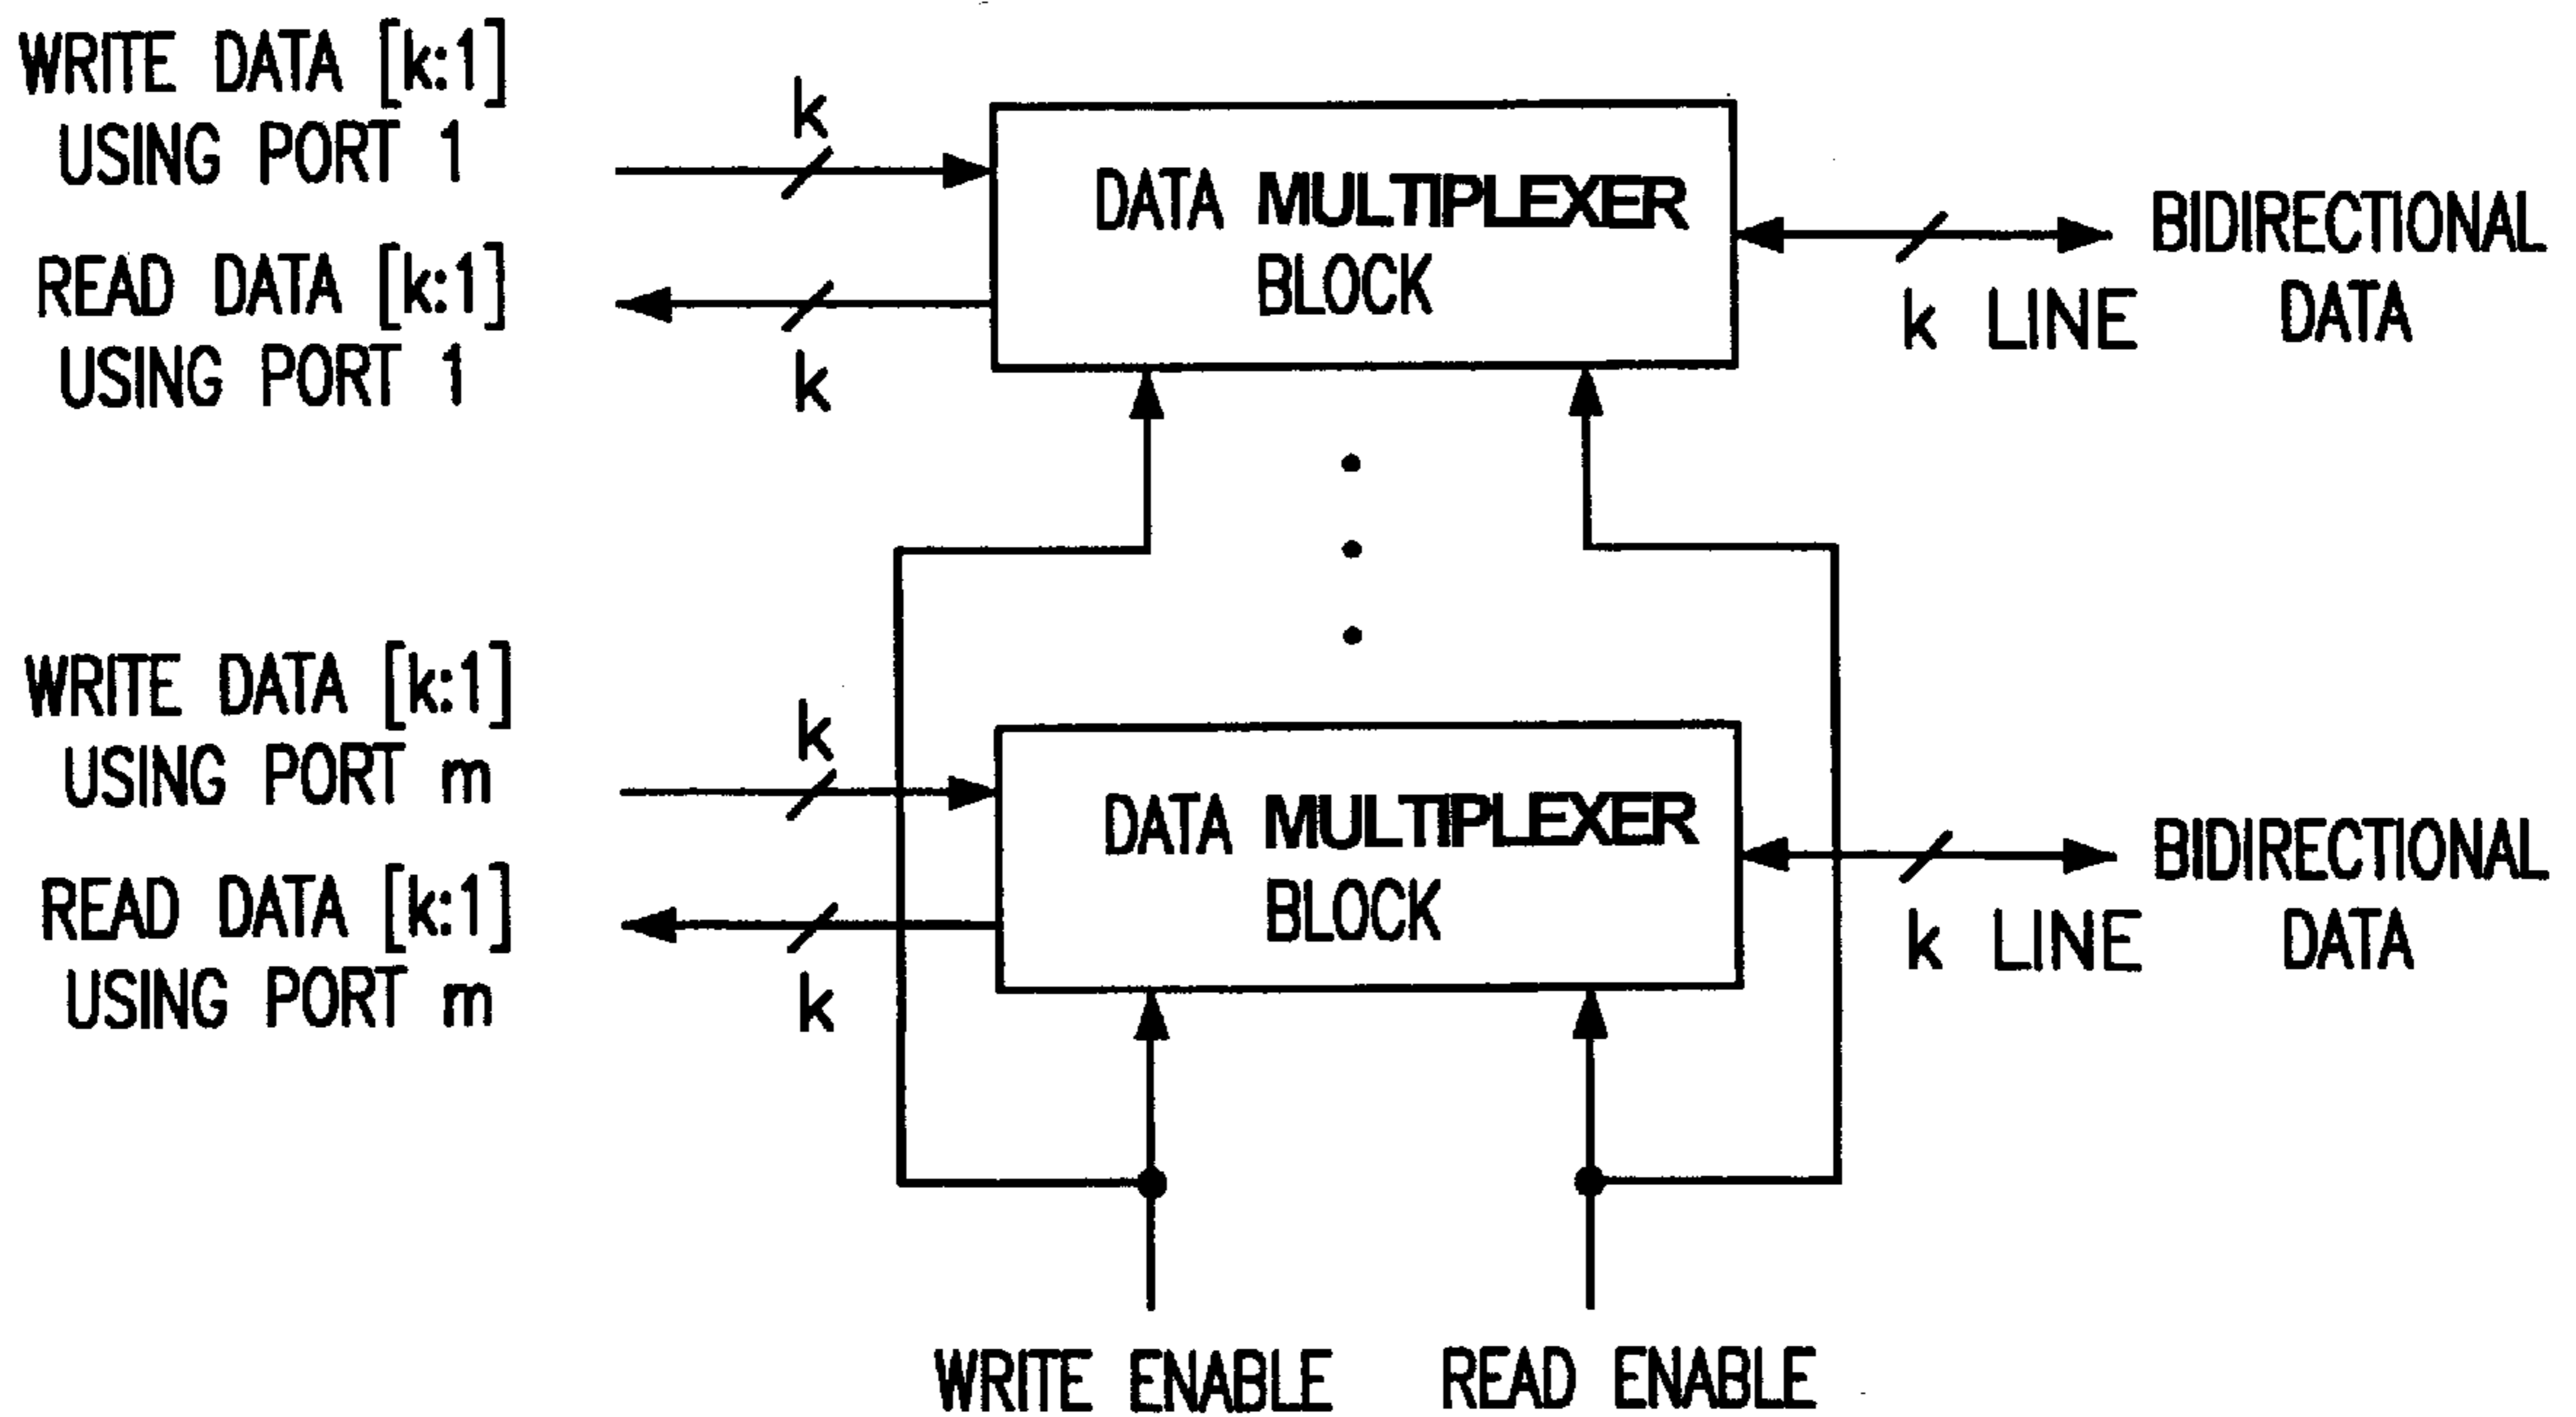 WRITE DATA [k:1]
USING PORT 1
k
READ DATA [k:1]
USING PORT 1
k
DATA MULTIPLEXER
BLOCK
BIDIRECTIONAL
DATA
k LINE
WRITE DATA [k:1]
USING PORT m
k
READ DATA [k:1]
USING PORT m
k
DATA MULTIPLEXER
BLOCK
BIDIRECTIONAL
DATA
k LINE
WRITE ENABLE
READ ENABLE